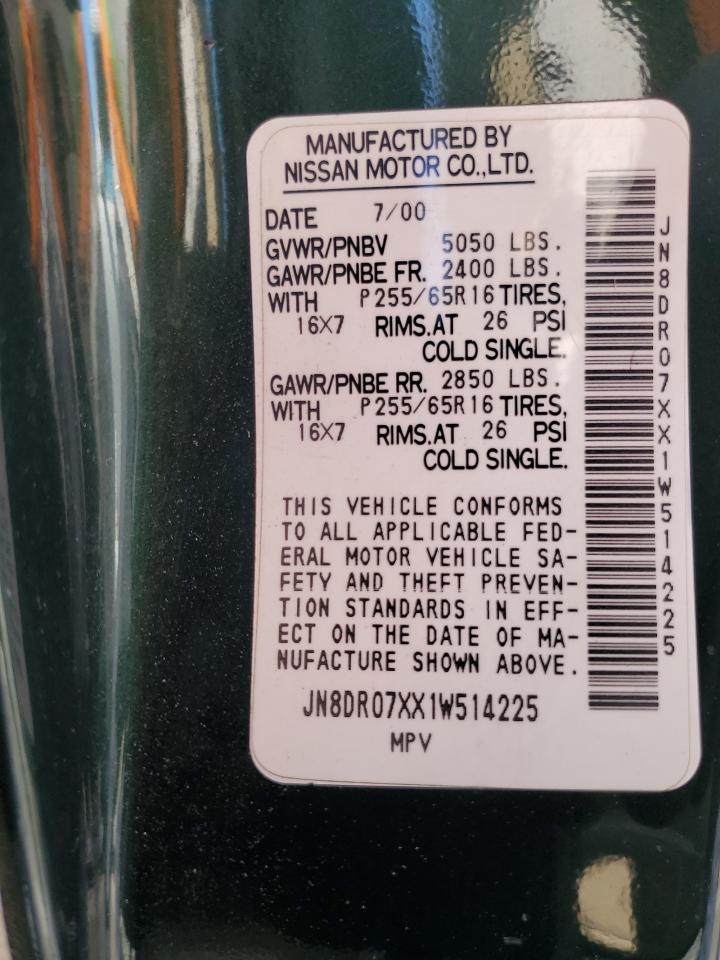 MANUFACTURED BY
NISSAN MOTOR CO.,LTD.
DATE 7/00
GVWR/PNBV 5050 LBS.
GAWR/PNBE FR. 2400 LBS.
WITH P255/65R16 TIRES,
16X7 RIMS.AT 26 PSI
COLD SINGLE.
GAWR/PNBE RR. 2850 LBS.
WITH P255/65R16 TIRES,
16X7 RIMS.AT 26 PSI
COLD SINGLE.
THIS VEHICLE CONFORMS
TO ALL APPLICABLE FED-
ERAL MOTOR VEHICLE SA-
FETY AND THEFT PREVEN-
TION STANDARDS IN EFF-
ECT ON THE DATE OF MA-
NUFACTURE SHOWN ABOVE.
JN8DR07XX1W514225
MPV
JN8DR07XX1W514225